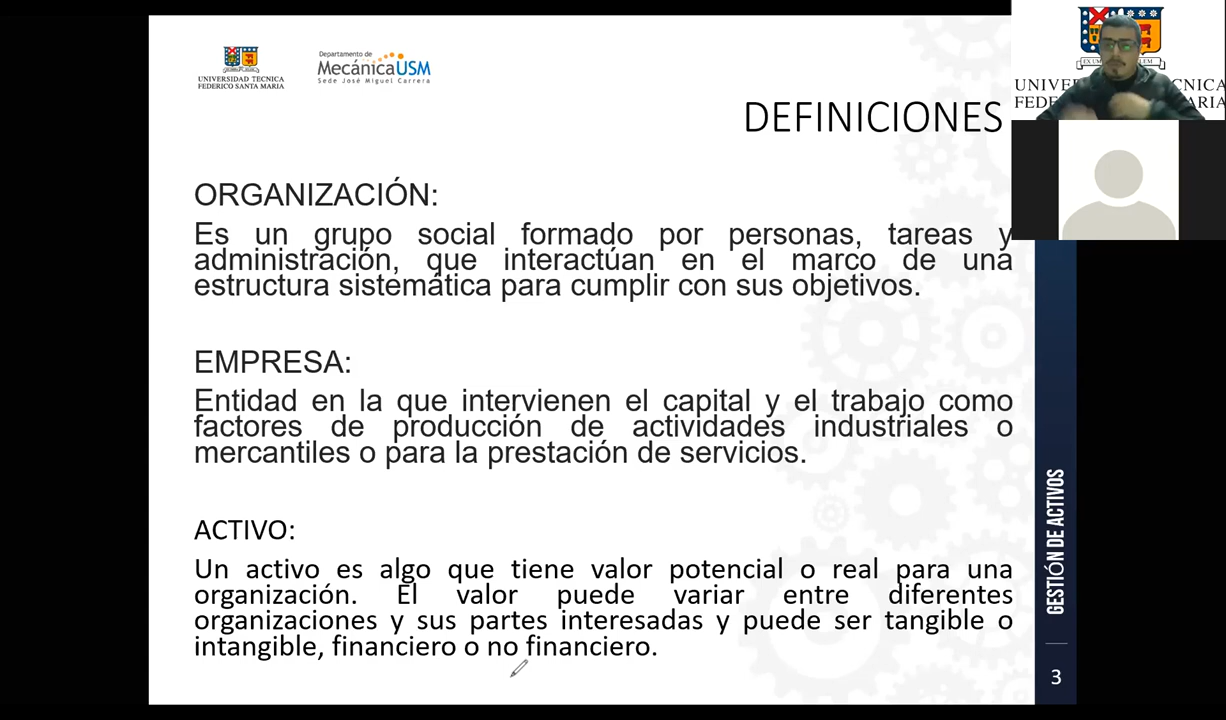 UNIVERSIDAD TECNICA
FEDERICO SANTA MARIA
Departamento de
MecánicaUSM
Sede José Miguel Carrera
DEFINICIONES
ORGANIZACIÓN:
Es un grupo social formado por personas, tareas y
administración, que interactúan en el marco de una
estructura sistemática para cumplir con sus objetivos.
EMPRESA:
Entidad en la que intervienen el capital y el trabajo como
factores de producción de actividades industriales o
mercantiles o para la prestación de servicios.
ACTIVO:
Un activo es algo que tiene valor potencial o real para una
organización. El valor puede variar entre diferentes
organizaciones y sus partes interesadas y puede ser tangible o
intangible, financiero o no financiero.
GESTIÓN DE ACTIVOS
3